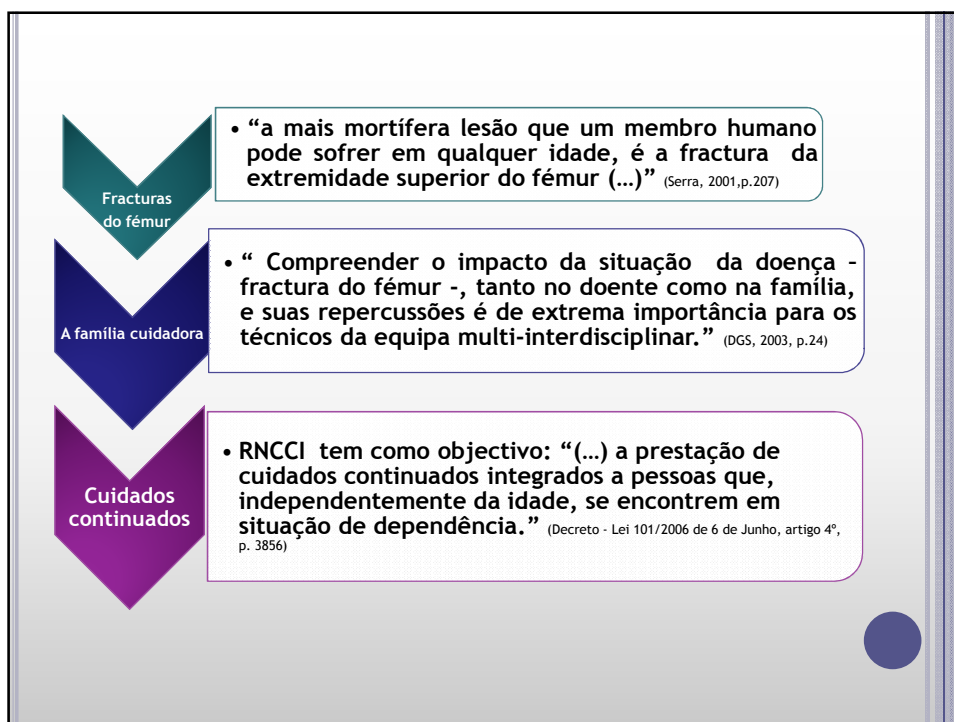 Fracturas
do fémur
• “a mais mortífera lesão que um membro humano
pode sofrer em qualquer idade, é a fractura da
extremidade superior do fémur (…)” (Serra, 2001,p.207)
A família cuidadora
• “ Compreender o impacto da situação da doença –
fractura do fémur -, tanto no doente como na família,
e suas repercussões é de extrema importância para os
técnicos da equipa multi-interdisciplinar.” (DGS, 2003, p.24)
Cuidados
continuados
• RNCCI tem como objectivo: “(…) a prestação de
cuidados continuados integrados a pessoas que,
independentemente da idade, se encontrem em
situação de dependência.” (Decreto - Lei 101/2006 de 6 de Junho, artigo 4º,
p. 3856)